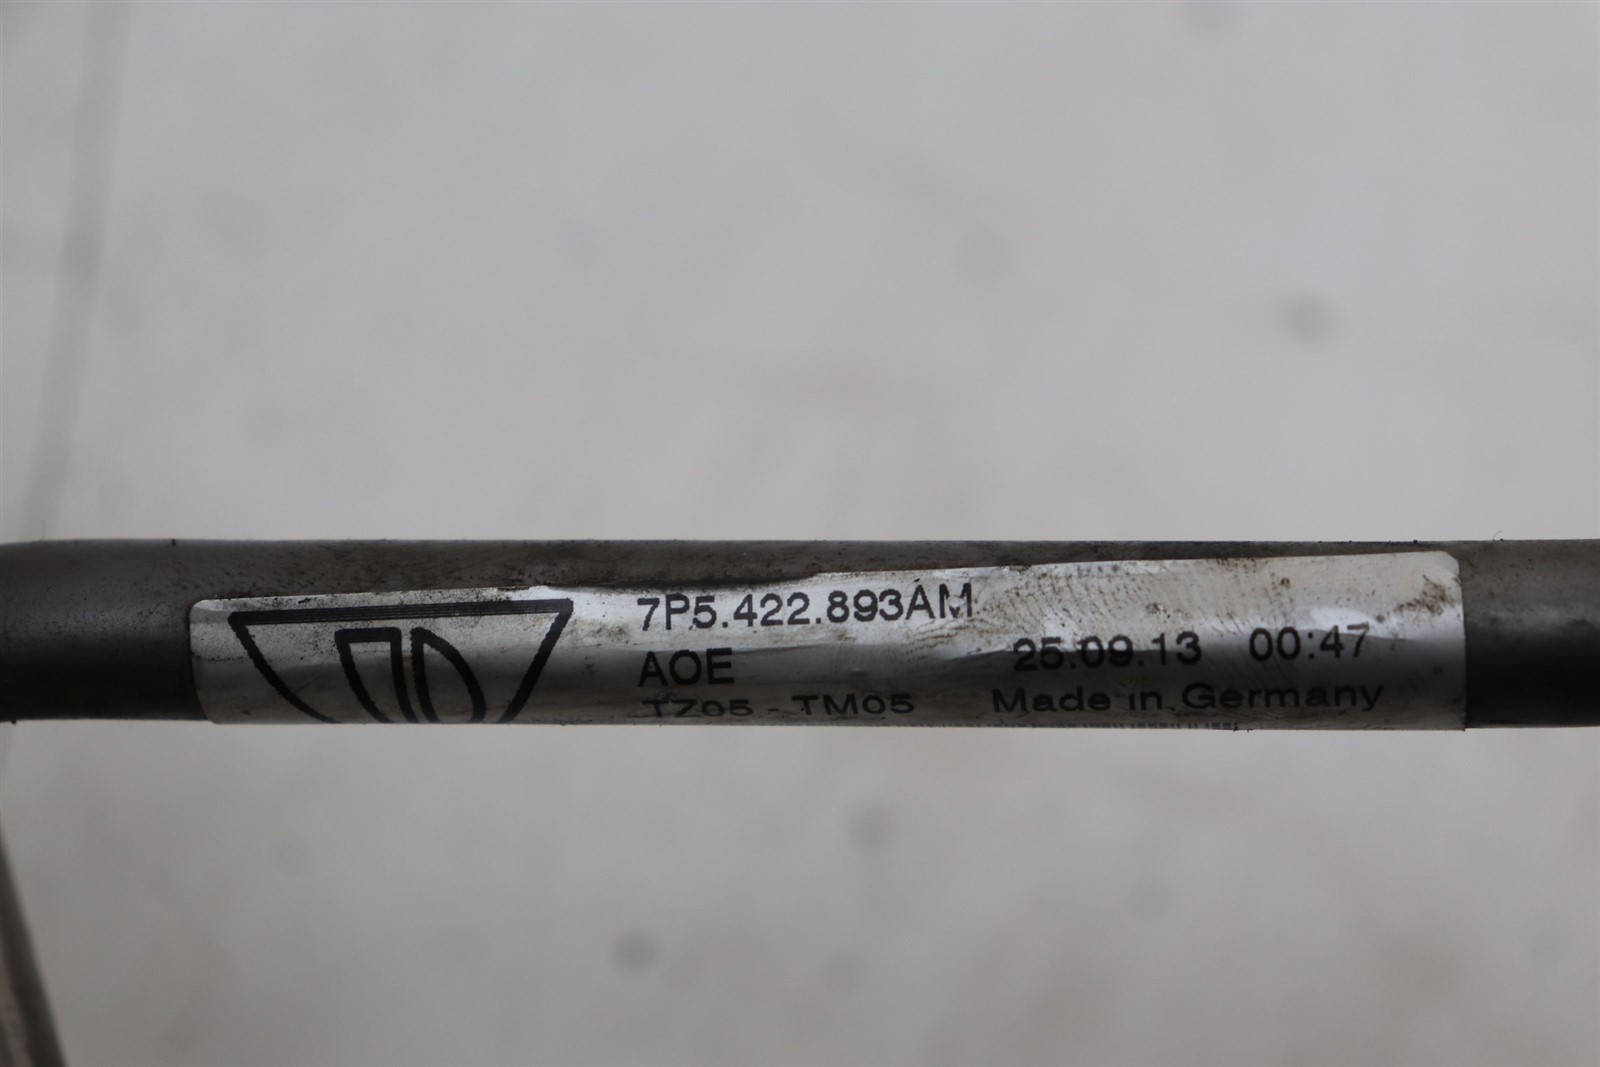 7P5.422.893AM
AOE 25.09.13 00:47
TZ05 - TM05 Made in Germany